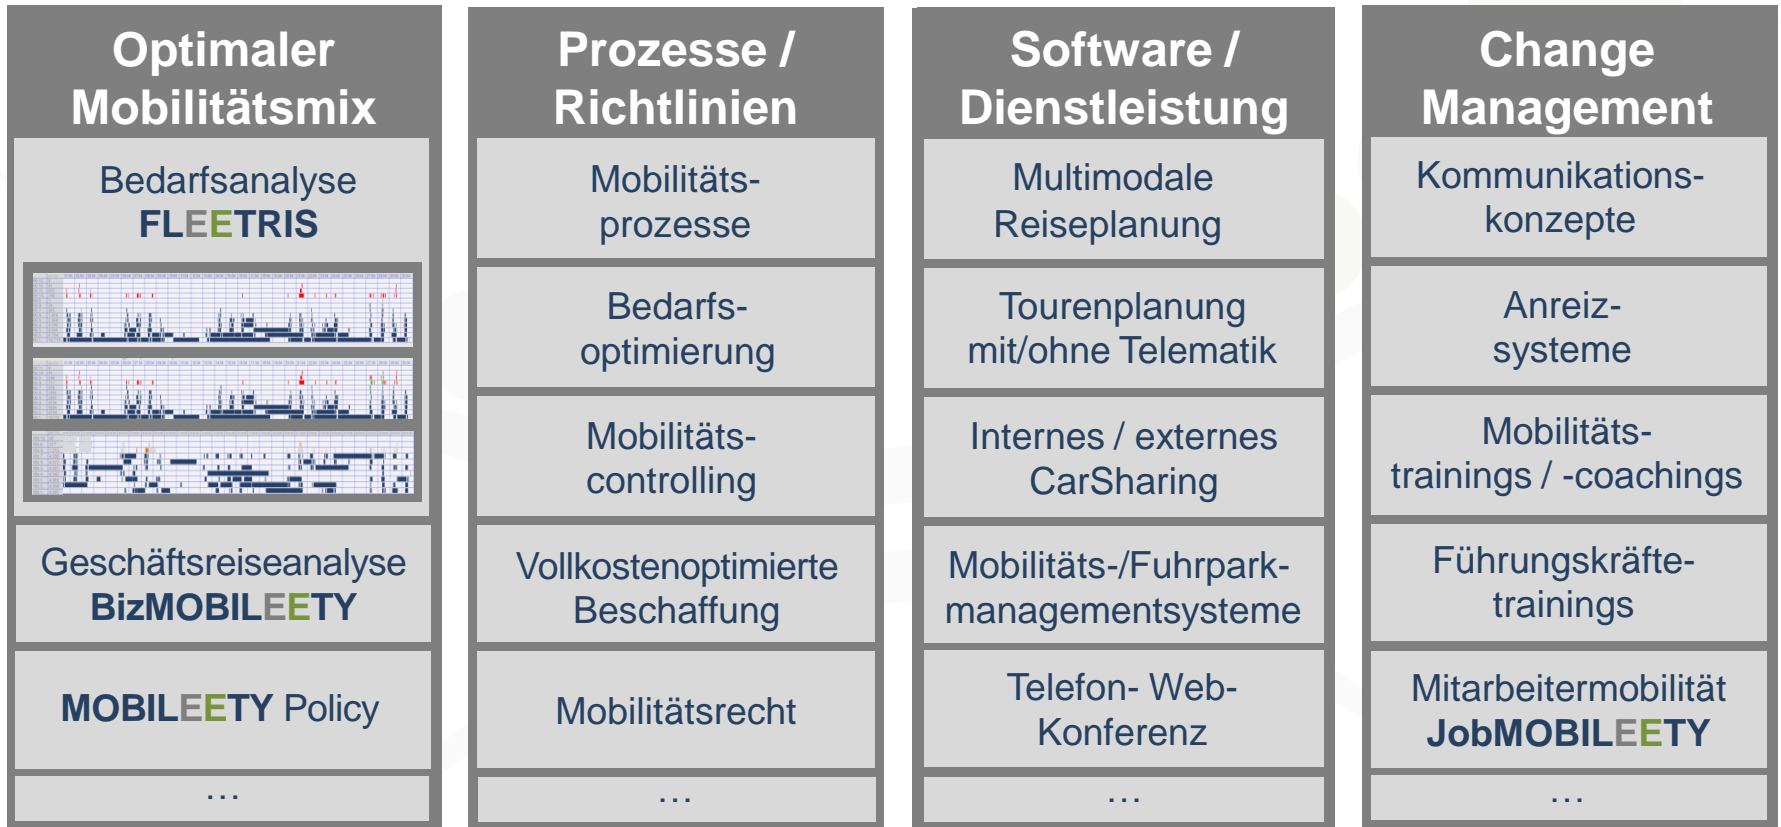 Optimaler
Mobilitätsmix
Bedarfsanalyse
FLEETRIS
Geschäftsreiseanalyse
BizMOBILEETY
MOBILEETY Policy
…
Prozesse /
Richtlinien
Mobilitäts-
prozesse
Bedarfs-
optimierung
Mobilitäts-
controlling
Vollkostenoptimierte
Beschaffung
Mobilitätsrecht
…
Software /
Dienstleistung
Multimodale
Reiseplanung
Tourenplanung
mit/ohne Telematik
Internes / externes
CarSharing
Mobilitäts-/Fuhrpark-
managementsysteme
Telefon- Web-
Konferenz
…
Change
Management
Kommunikations-
konzepte
Anreiz-
systeme
Mobilitäts-
trainings / -coachings
Führungskräfte-
trainings
Mitarbeitermobilität
JobMOBILEETY
…